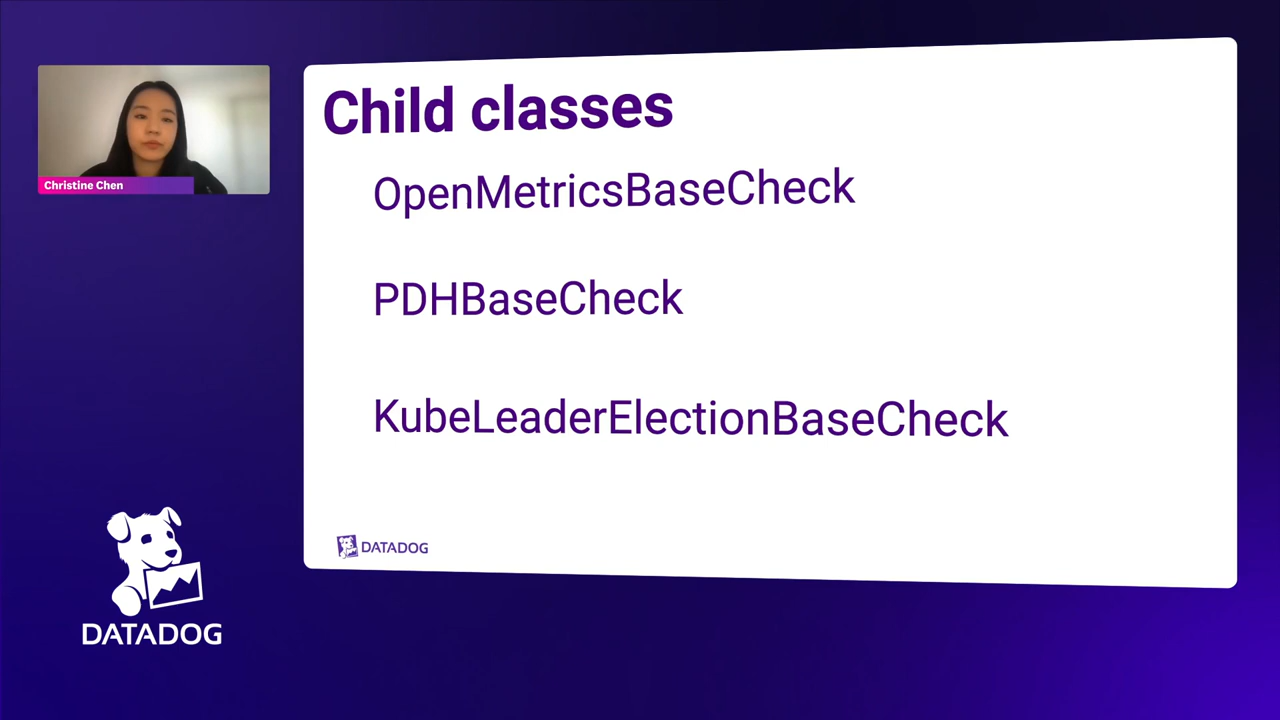 Child classes
OpenMetricsBaseCheck
PDHBaseCheck
KubeLeaderElectionBaseCheck
DATADOG
Christine Chen
DATADOG